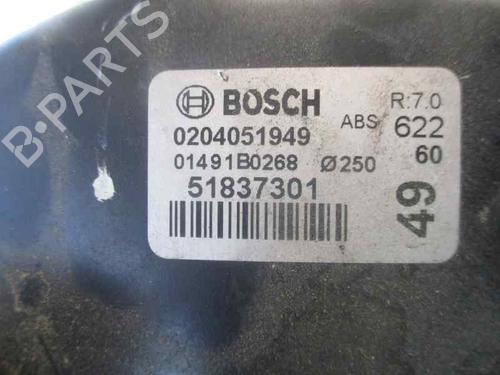 B-PARTS
BOSCH R:7.0
0204051949 ABS 622
01491B0268 Ø250 60
51837301
49